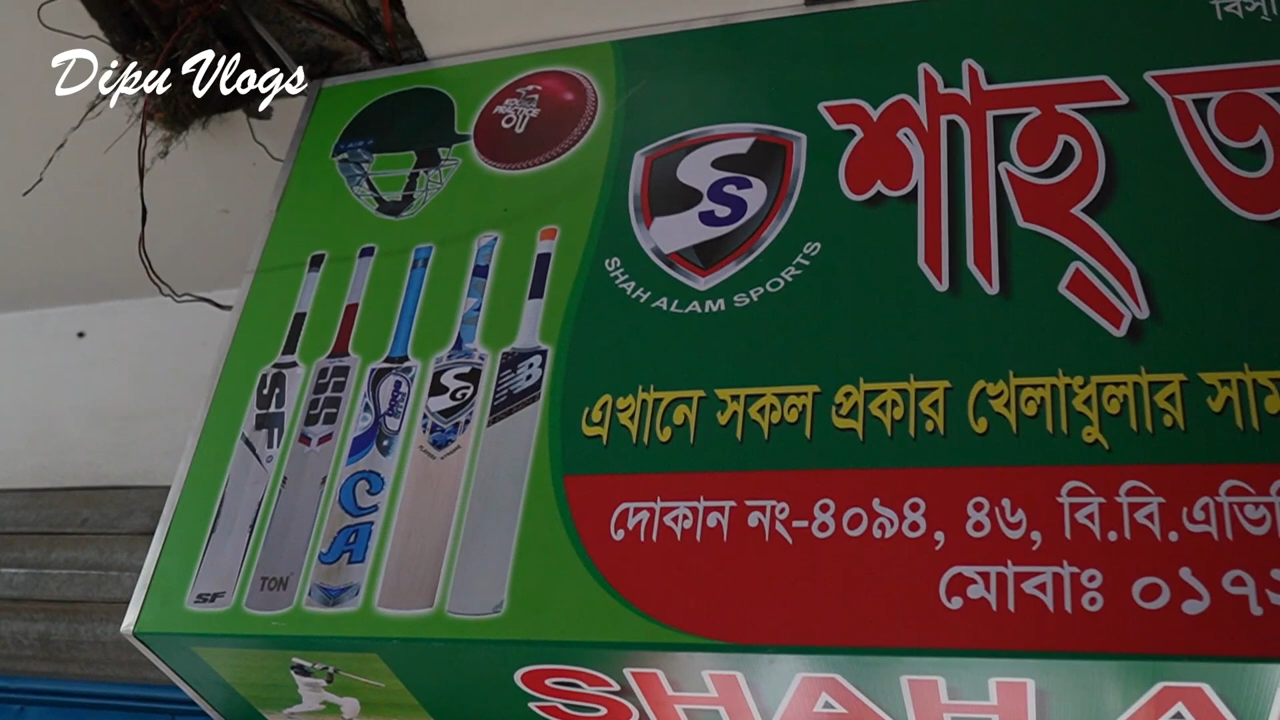 Dipu Vlogs
শাহ্
SS
SHAH ALAM SPORTS
এখানে সকল প্রকার খেলাধুলার
দোকান নং-৪০৯৪, ৪৬, বি.বি.
মোবাঃ ০১৭
SF
SS
CA
SG
NB
CA
SF
TON
SHAH A